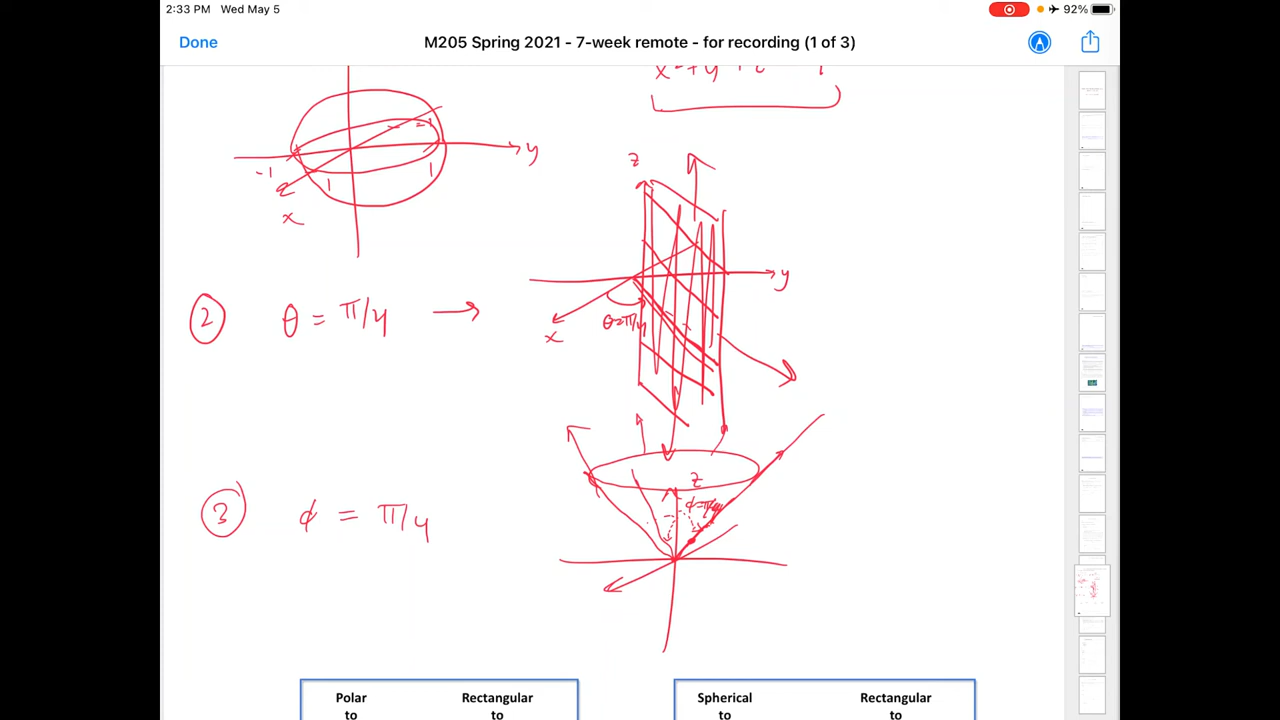 2:33 PM Wed May 5
92%
Done
M205 Spring 2021 - 7-week remote - for recording (1 of 3)
y
-1
1
1
x
z
y
x
θ=π/4
② θ = π/4 →
③ φ = π/4
z
φ=π/4
Polar
to
Rectangular
to
Spherical
to
Rectangular
to